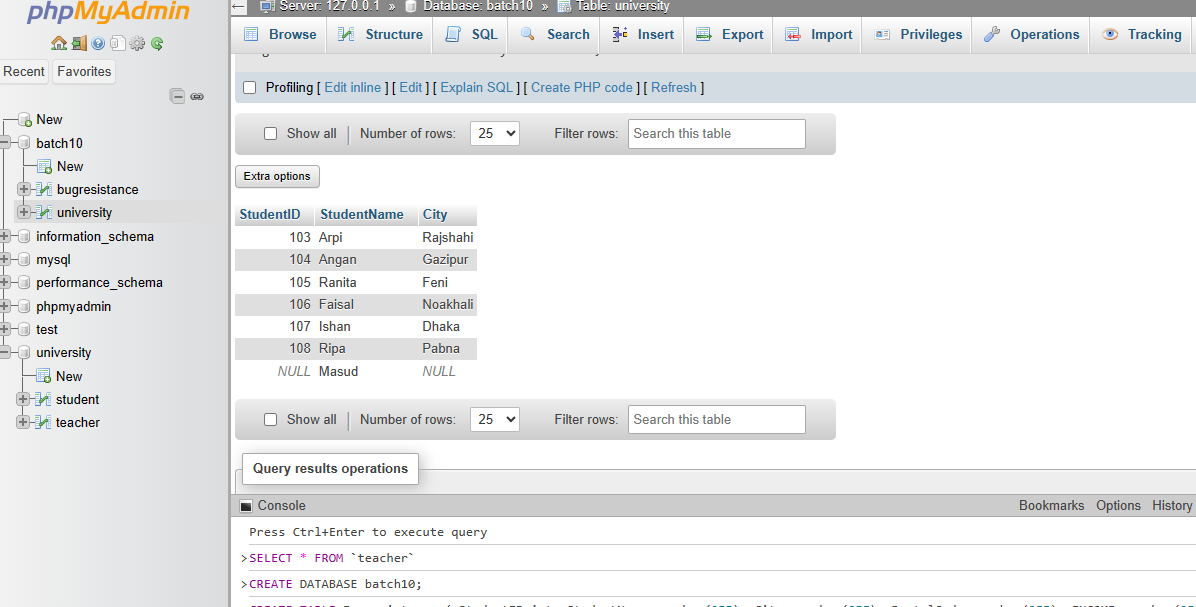 phpMyAdmin
Recent Favorites
New
batch10
New
bugresistance
university
information_schema
mysql
performance_schema
phpmyadmin
test
university
New
student
teacher
Server: 127.0.0.1 » Database: batch10 » Table: university
Browse Structure SQL Search Insert Export Import Privileges Operations Tracking
Profiling [ Edit inline ] [ Edit ] [ Explain SQL ] [ Create PHP code ] [ Refresh ]
Show all Number of rows: 25 Filter rows: Search this table
Extra options
StudentID StudentName City
103 Arpi Rajshahi
104 Angan Gazipur
105 Ranita Feni
106 Faisal Noakhali
107 Ishan Dhaka
108 Ripa Pabna
NULL Masud NULL
Show all Number of rows: 25 Filter rows: Search this table
Query results operations
Console Bookmarks Options History
Press Ctrl+Enter to execute query
>SELECT * FROM `teacher`
>CREATE DATABASE batch10;